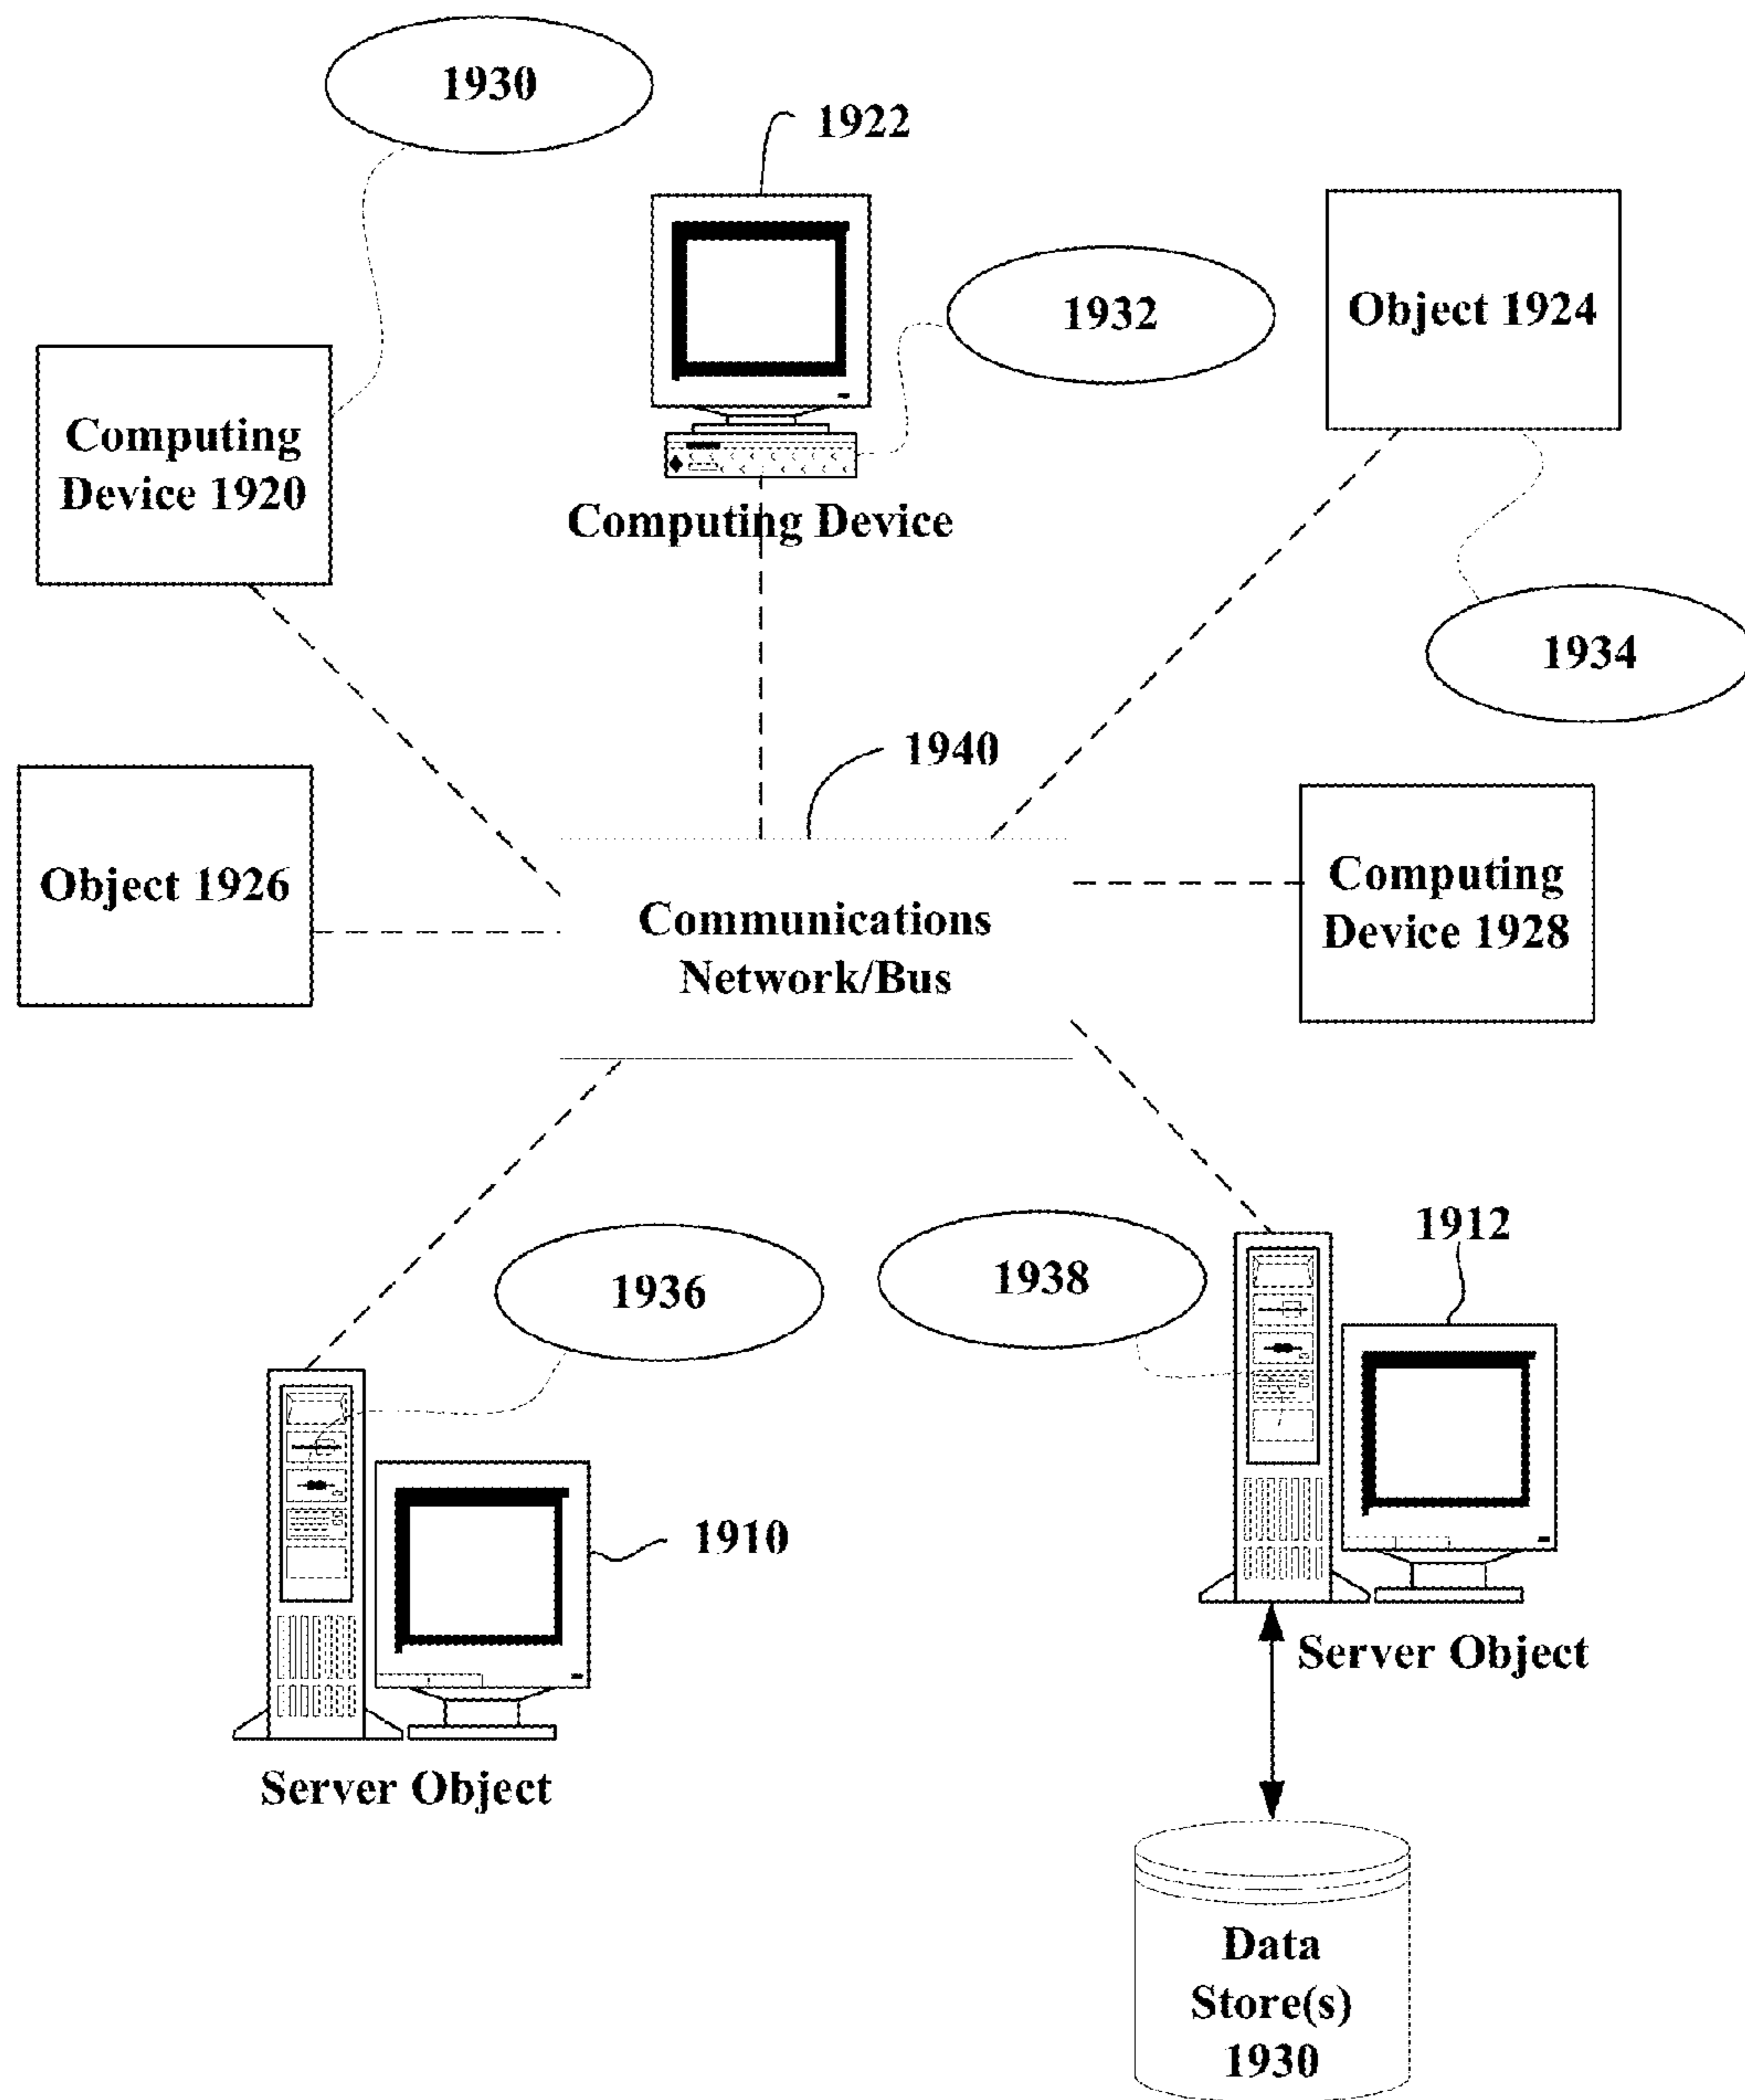 1930
1922
1932
Object 1924
Computing
Device 1920
Computing Device
1934
1940
Object 1926
Computing
Device 1928
Communications
Network/Bus
1936
1938
1912
1910
Server Object
Server Object
Data
Store(s)
1930